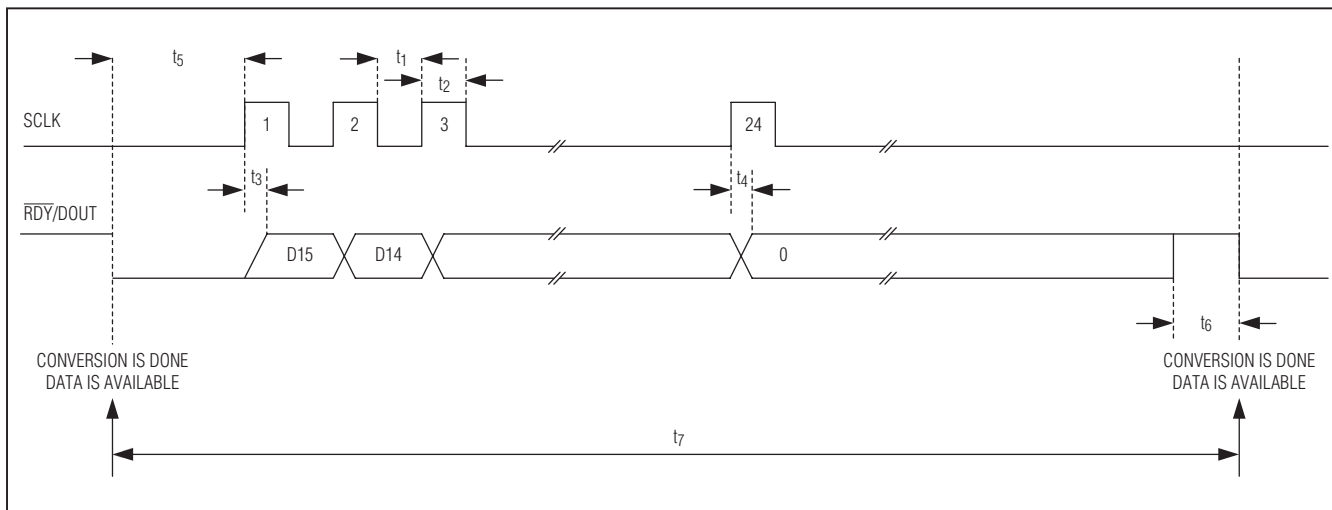 t5
t1
t2
SCLK
1
2
3
24
t3
t4
RDY/DOUT
D15
D14
0
t6
CONVERSION IS DONE
DATA IS AVAILABLE
CONVERSION IS DONE
DATA IS AVAILABLE
t7